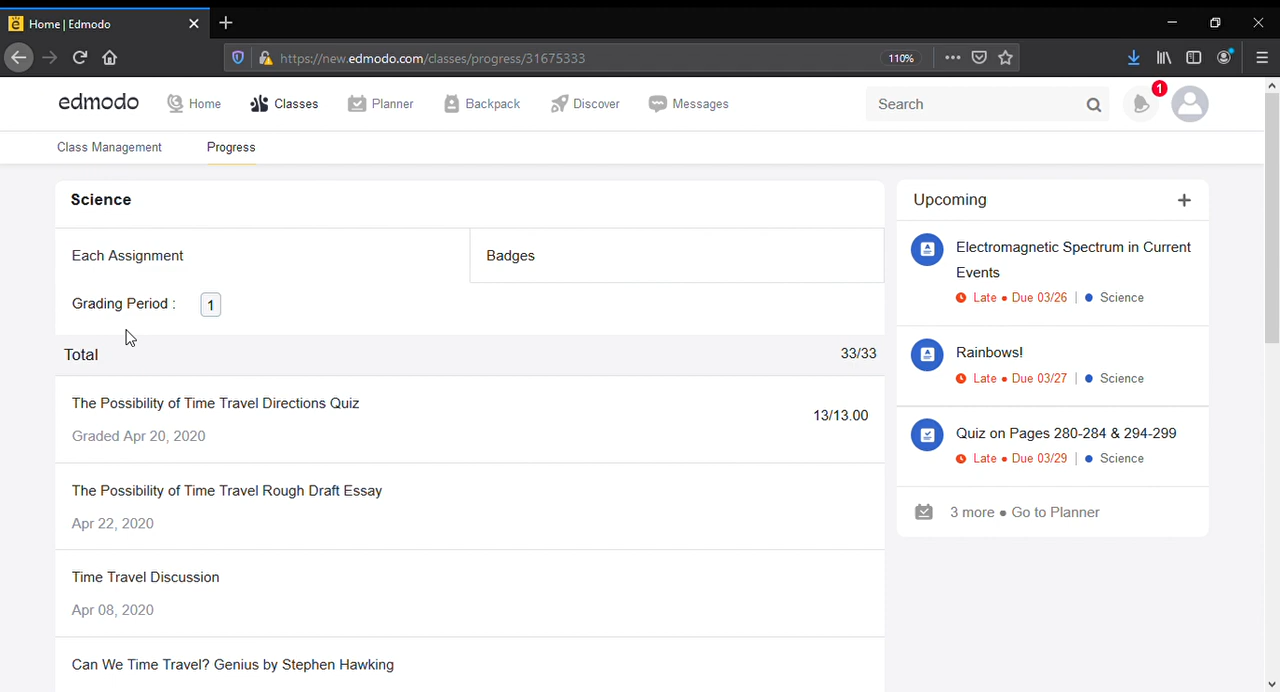 Home | Edmodo
https://new.edmodo.com/classes/progress/31675333
110%
edmodo
Home
Classes
Planner
Backpack
Discover
Messages
Search
1
Class Management
Progress
Science
Each Assignment
Badges
Grading Period :
1
Total
33/33
The Possibility of Time Travel Directions Quiz
13/13.00
Graded Apr 20, 2020
The Possibility of Time Travel Rough Draft Essay
Apr 22, 2020
Time Travel Discussion
Apr 08, 2020
Can We Time Travel? Genius by Stephen Hawking
Upcoming
Electromagnetic Spectrum in Current
Events
Late • Due 03/26 | • Science
Rainbows!
Late • Due 03/27 | • Science
Quiz on Pages 280-284 & 294-299
Late • Due 03/29 | • Science
3 more • Go to Planner